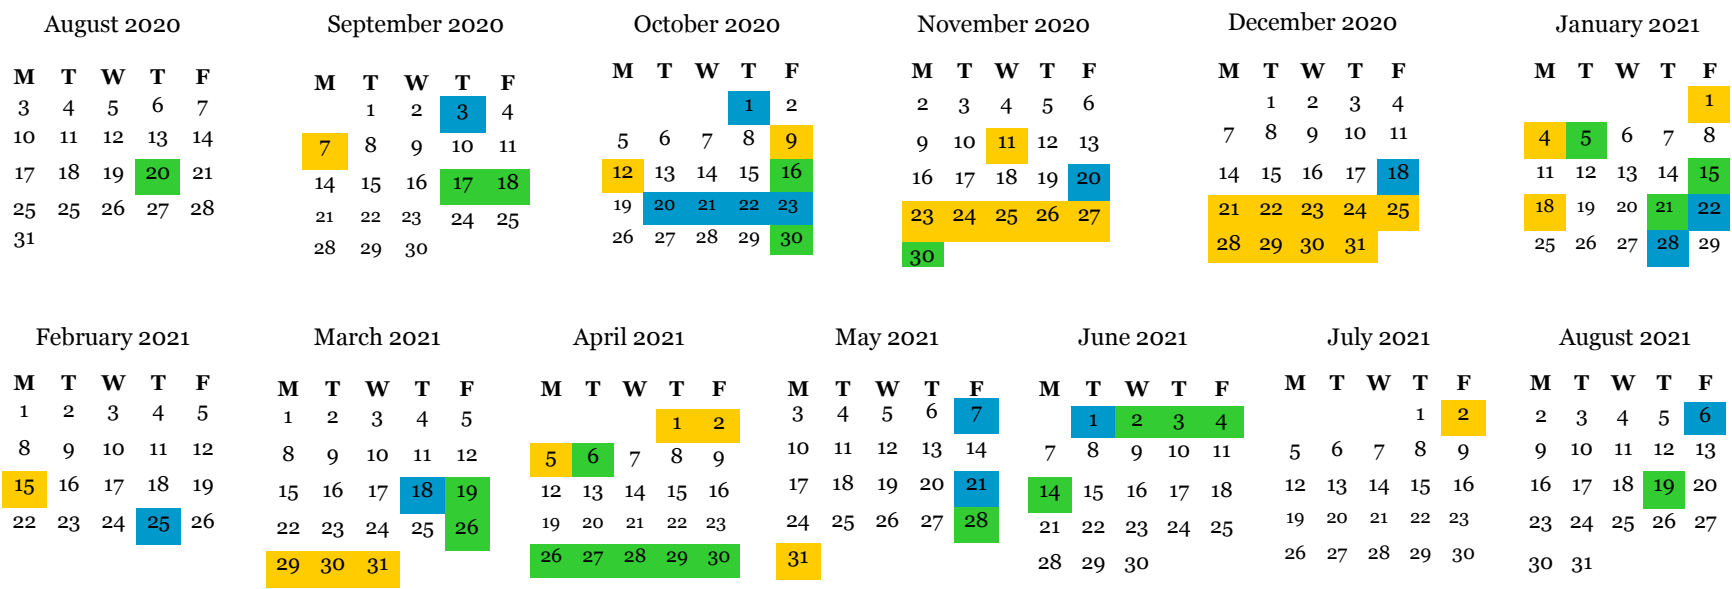 August 2020
M T W T F
3 4 5 6 7
10 11 12 13 14
17 18 19 20 21
25 25 26 27 28
31
September 2020
M T W T F
1 2 3 4
7 8 9 10 11
14 15 16 17 18
21 22 23 24 25
28 29 30
October 2020
M T W T F
1 2
5 6 7 8 9
12 13 14 15 16
19 20 21 22 23
26 27 28 29 30
November 2020
M T W T F
2 3 4 5 6
9 10 11 12 13
16 17 18 19 20
23 24 25 26 27
30
December 2020
M T W T F
1 2 3 4
7 8 9 10 11
14 15 16 17 18
21 22 23 24 25
28 29 30 31
January 2021
M T W T F
1
4 5 6 7 8
11 12 13 14 15
18 19 20 21 22
25 26 27 28 29
February 2021
M T W T F
1 2 3 4 5
8 9 10 11 12
15 16 17 18 19
22 23 24 25 26
March 2021
M T W T F
1 2 3 4 5
8 9 10 11 12
15 16 17 18 19
22 23 24 25 26
29 30 31
April 2021
M T W T F
1 2
5 6 7 8 9
12 13 14 15 16
19 20 21 22 23
26 27 28 29 30
May 2021
M T W T F
3 4 5 6 7
10 11 12 13 14
17 18 19 20 21
24 25 26 27 28
31
June 2021
M T W T F
1 2 3 4
7 8 9 10 11
14 15 16 17 18
21 22 23 24 25
28 29 30
July 2021
M T W T F
1 2
5 6 7 8 9
12 13 14 15 16
19 20 21 22 23
26 27 28 29 30
August 2021
M T W T F
2 3 4 5 6
9 10 11 12 13
16 17 18 19 20
23 24 25 26 27
30 31